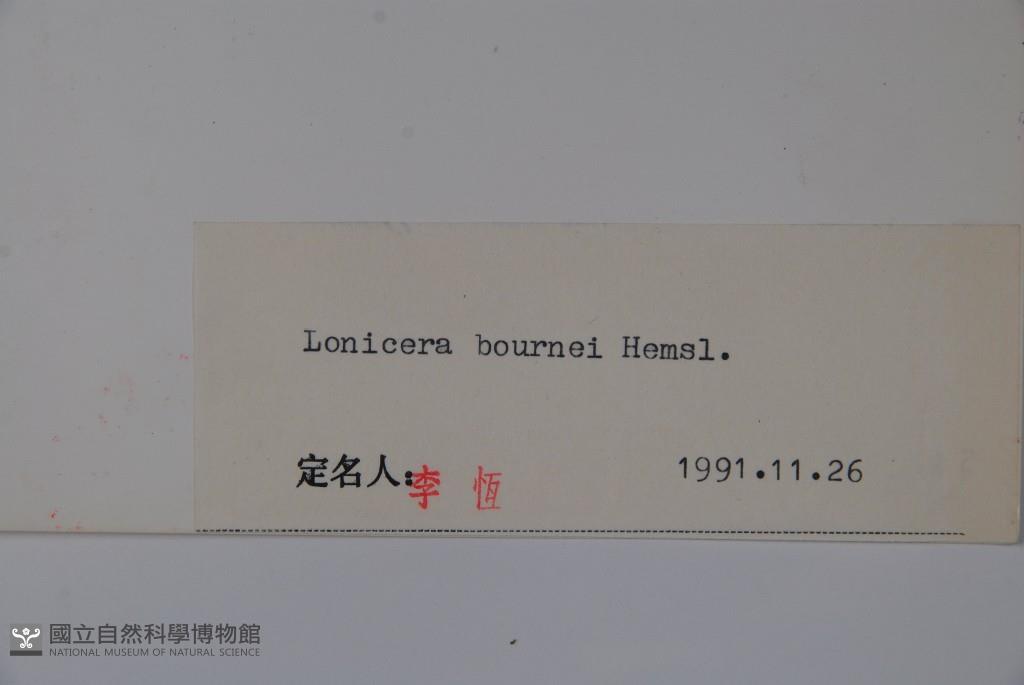 Lonicera bournei Hemsl.
定名人:李 恆 1991.11.26
國立自然科學博物館
NATIONAL MUSEUM OF NATURAL SCIENCE